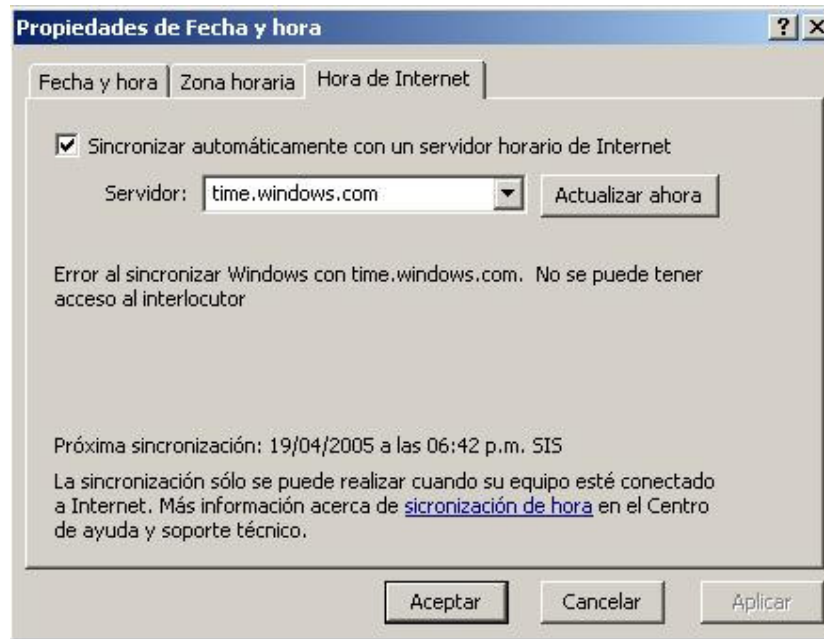 Propiedades de Fecha y hora
Fecha y hora
Zona horaria
Hora de Internet
Sincronizar automáticamente con un servidor horario de Internet
Servidor:
time.windows.com
Actualizar ahora
Error al sincronizar Windows con time.windows.com. No se puede tener
acceso al interlocutor
Próxima sincronización: 19/04/2005 a las 06:42 p.m. SIS
La sincronización sólo se puede realizar cuando su equipo esté conectado
a Internet. Más información acerca de sicronización de hora en el Centro
de ayuda y soporte técnico.
Aceptar
Cancelar
Aplicar